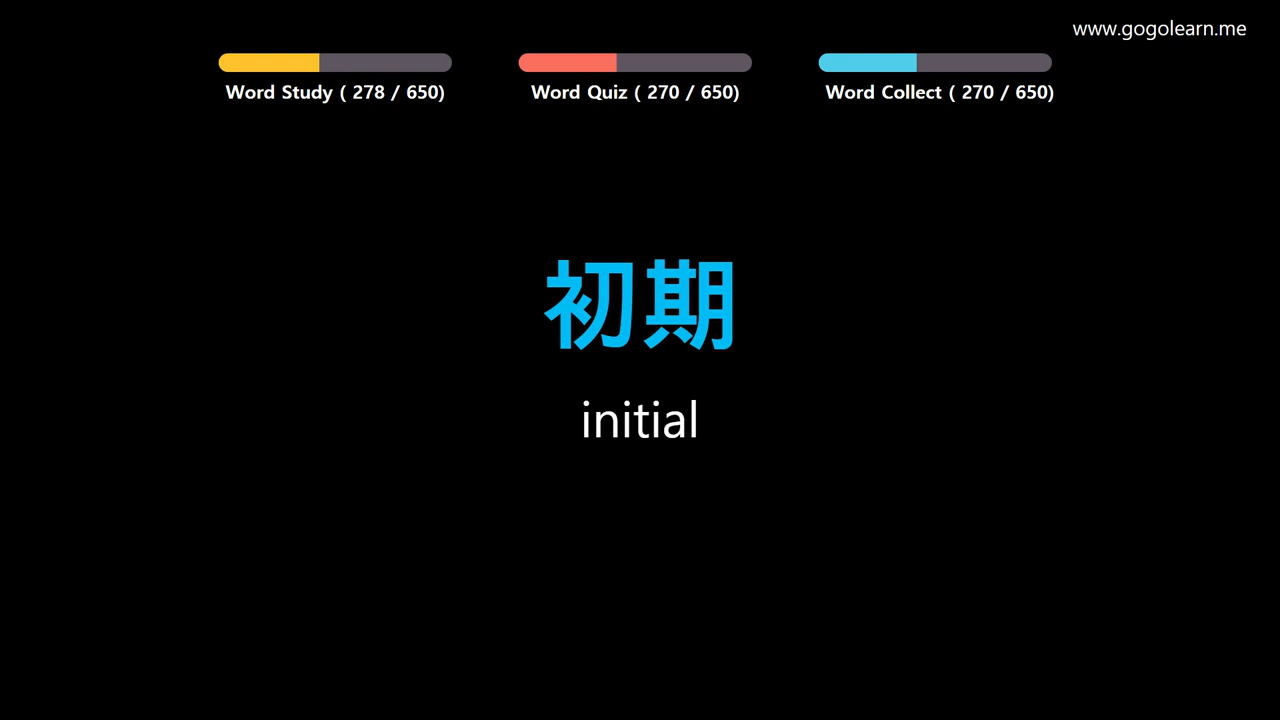 www.gogolearn.me
Word Study ( 278 / 650)
Word Quiz ( 270 / 650)
Word Collect ( 270 / 650)
初期
initial